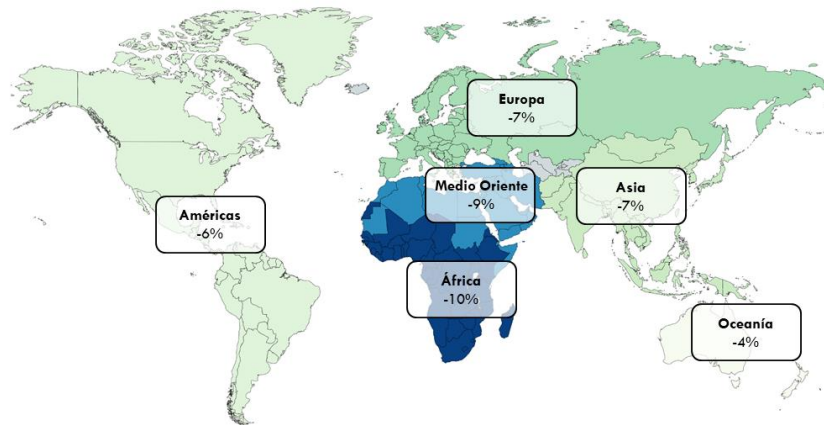 Europa
-7%
Medio Oriente
-9%
Asia
-7%
Américas
-6%
África
-10%
Oceanía
-4%